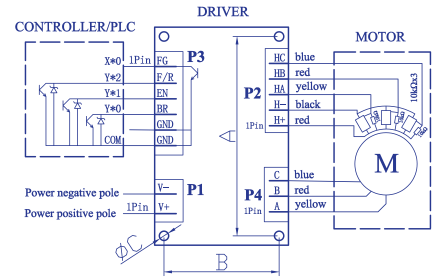 DRIVER
CONTROLLER/PLC
MOTOR
X*0 1Pin FG P3
Y*2 F/R
Y*1 EN
Y*0 BR
GND
COM GND
HC blue
HB red
P2 HA yellow
H- black
1Pin H+ red
10kΩx3
M
Power negative pole V- P1
Power positive pole 1Pin V+
C blue
P4 B red
1Pin A yellow
A
B
ØC